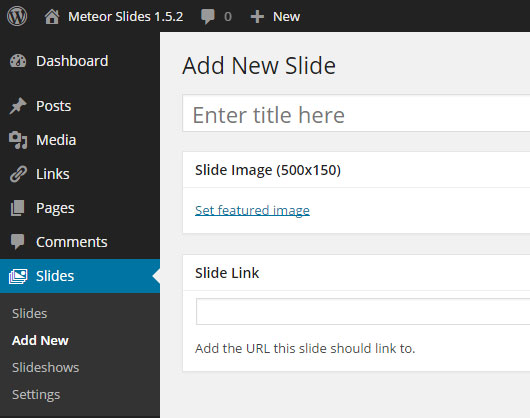 Meteor Slides 1.5.2 0 New
Dashboard
Posts
Media
Links
Pages
Comments
Slides
Slides
Add New
Slideshows
Settings
Add New Slide
Enter title here
Slide Image (500x150)
Set featured image
Slide Link
Add the URL this slide should link to.